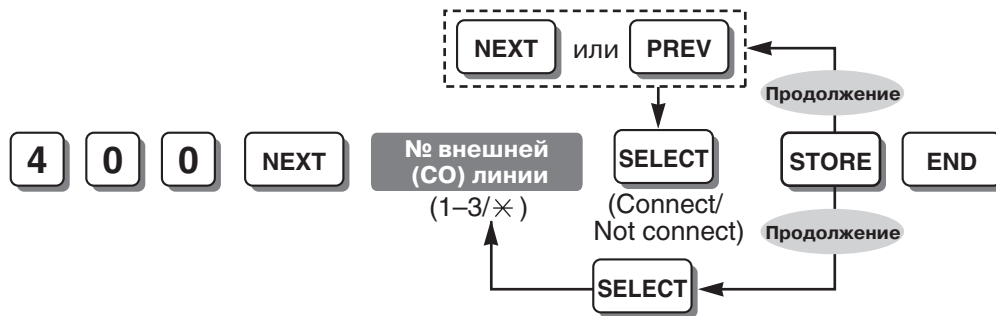 NEXT или PREV
Продолжение
4 0 0 NEXT № внешней SELECT STORE END
(CO) линии
(1–3/✳) (Connect/
Not connect)
Продолжение
SELECT